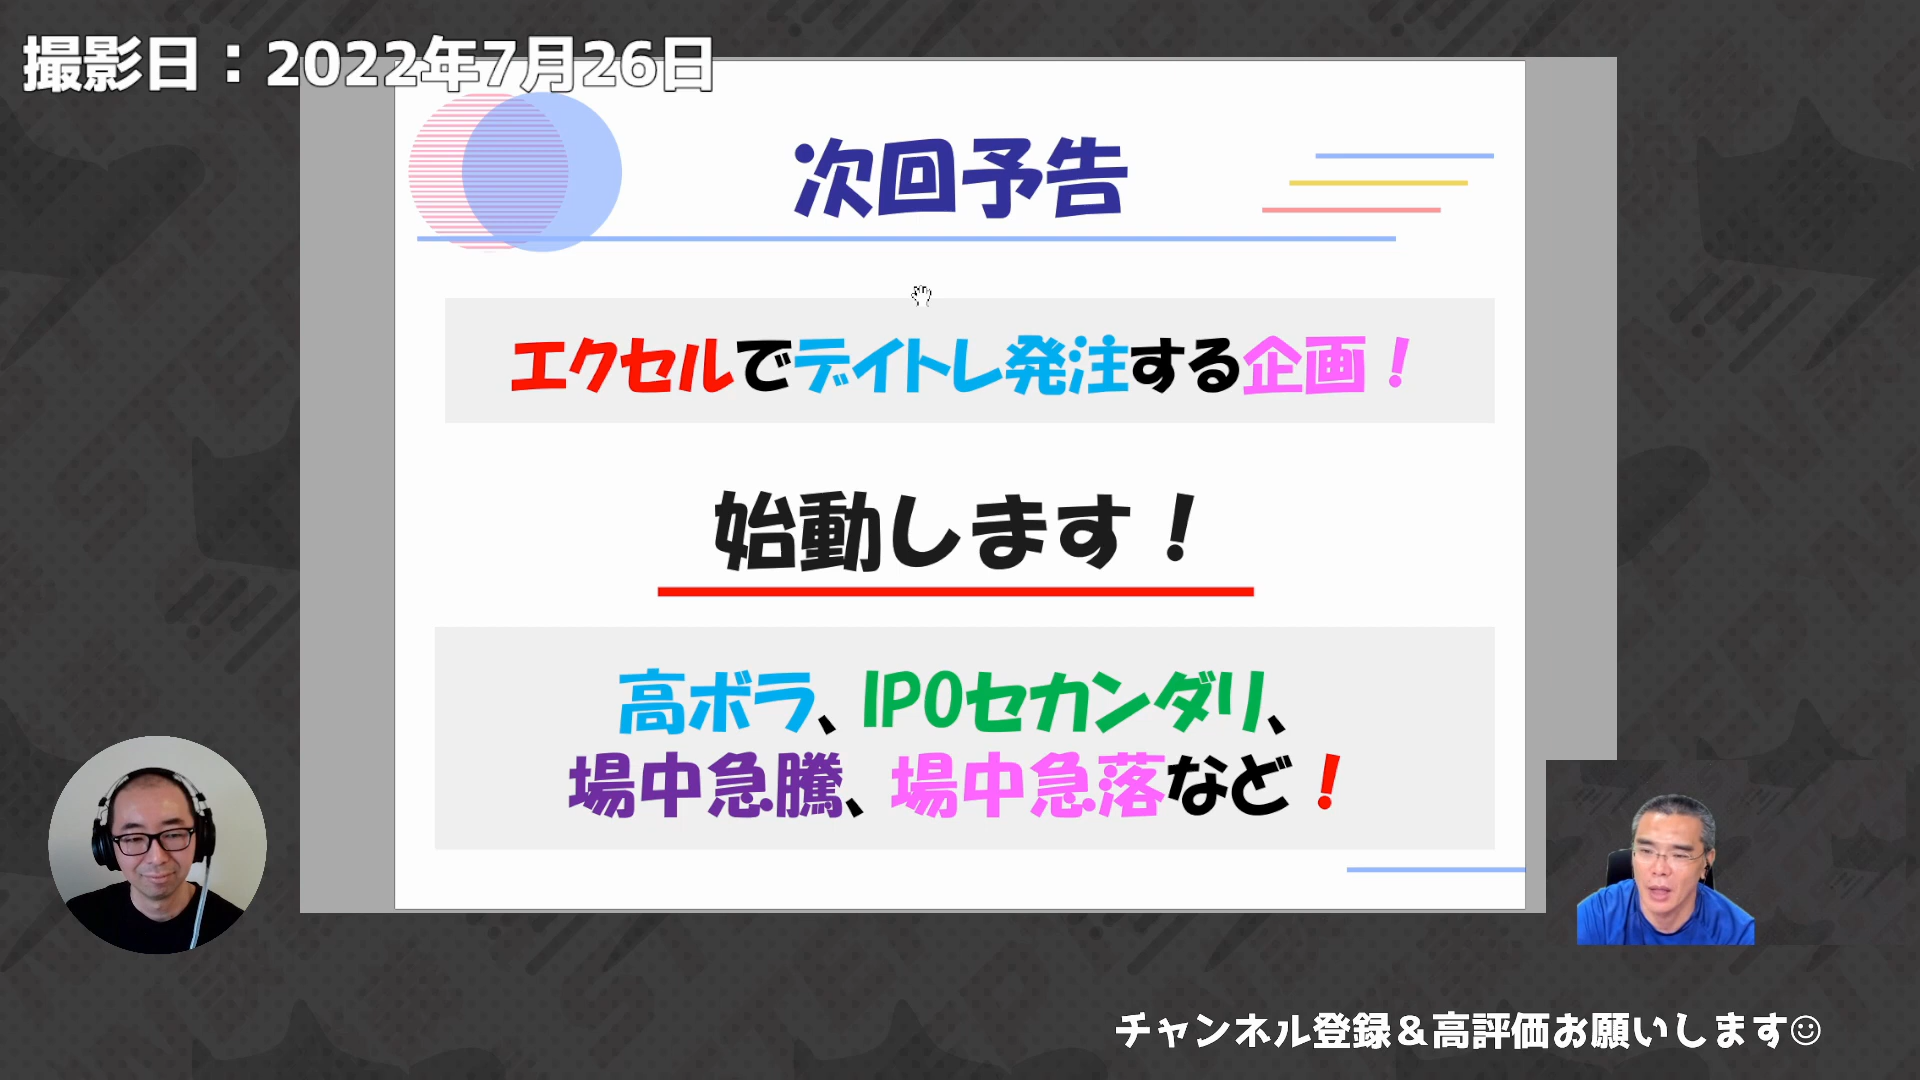 撮影日：2022年7月26日
次回予告
エクセルでデイトレ発注する企画！
始動します！
高ボラ、IPOセカンダリ、
場中急騰、場中急落など！
チャンネル登録＆高評価お願いします☺